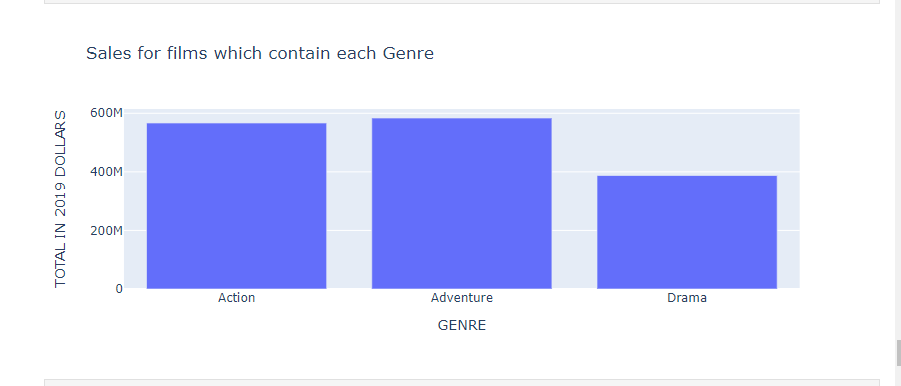 Sales for films which contain each Genre
TOTAL IN 2019 DOLLARS
600M
400M
200M
0
Action
Adventure
Drama
GENRE